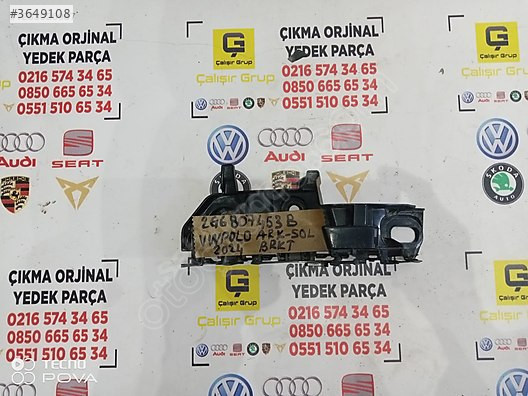 #3649108
ÇIKMA ORJİNAL
YEDEK PARÇA
0216 574 34 65
0850 665 65 34
0551 510 65 34
Çalışır Grup
ÇIKMA ORJİNAL
YEDEK PARÇA
0216 574 34 65
0850 665 65 34
0551 510 65 34
Audi
SEAT
Audi
SEAT
ŠKODA
2G6807453B
VW POLO ARK-SOL
2024 BRKT
ÇIKMA ORJİNAL
YEDEK PARÇA
0216 574 34 65
0850 665 65 34
0551 510 65 34
Çalışır Grup
ÇIKMA ORJİNAL
YEDEK PARÇA
0216 574 34 65
0850 665 65 34
0551 510 65 34
TECNO
POVA
Audi
SEAT